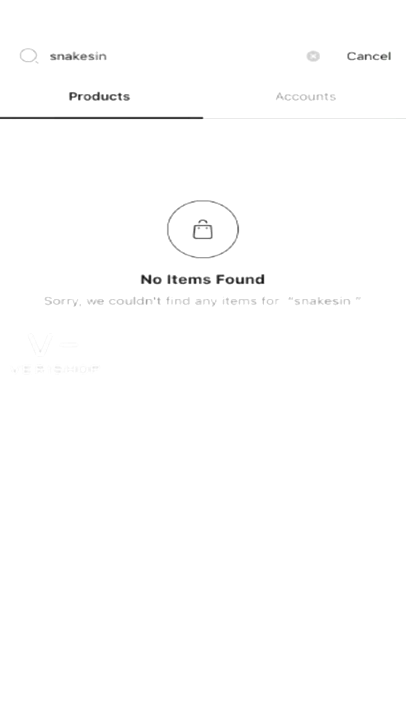 snakesin
Cancel
Products
Accounts
No Items Found
Sorry, we couldn't find any items for "snakesin "